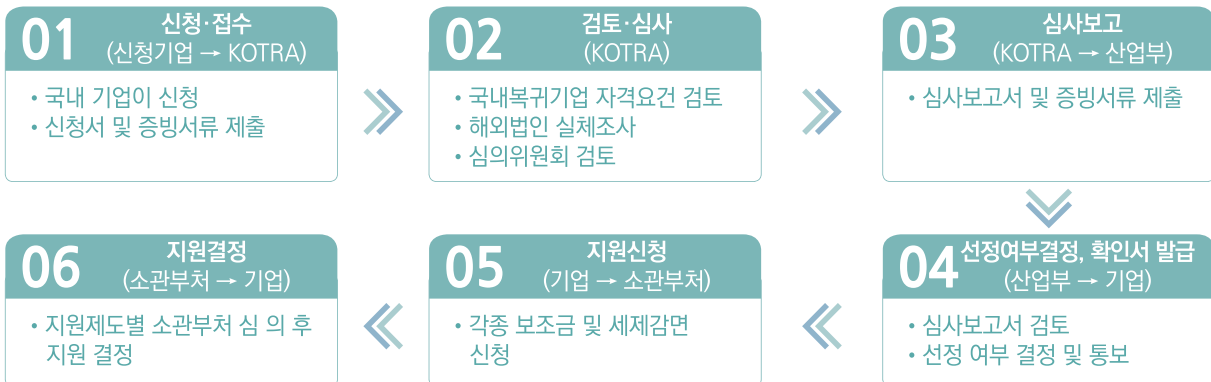 01 신청·접수
(신청기업 → KOTRA)
• 국내 기업이 신청
• 신청서 및 증빙서류 제출
02 검토·심사
(KOTRA)
• 국내복귀기업 자격요건 검토
• 해외법인 실체조사
• 심의위원회 검토
03 심사보고
(KOTRA → 산업부)
• 심사보고서 및 증빙서류 제출
04 선정여부결정, 확인서 발급
(산업부 → 기업)
• 심사보고서 검토
• 선정 여부 결정 및 통보
05 지원신청
(기업 → 소관부처)
• 각종 보조금 및 세제감면
신청
06 지원결정
(소관부처 → 기업)
• 지원제도별 소관부처 심 의 후
지원 결정